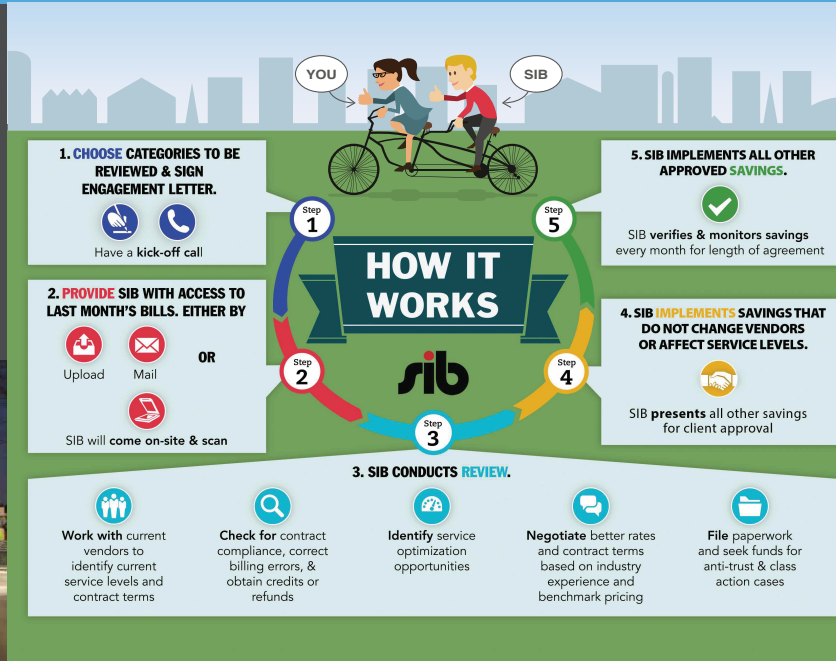 YOU
SIB
1. CHOOSE CATEGORIES TO BE
REVIEWED & SIGN
ENGAGEMENT LETTER.
Have a kick-off call
2. PROVIDE SIB WITH ACCESS TO
LAST MONTH'S BILLS. EITHER BY
Upload
Mail
OR
SIB will come on-site & scan
Step
1
Step
2
Step
3
Step
4
Step
5
HOW IT
WORKS
sib
5. SIB IMPLEMENTS ALL OTHER
APPROVED SAVINGS.
SIB verifies & monitors savings
every month for length of agreement
4. SIB IMPLEMENTS SAVINGS THAT
DO NOT CHANGE VENDORS
OR AFFECT SERVICE LEVELS.
SIB presents all other savings
for client approval
3. SIB CONDUCTS REVIEW.
Work with current
vendors to
identify current
service levels and
contract terms
Check for contract
compliance, correct
billing errors, &
obtain credits or
refunds
Identify service
optimization
opportunities
Negotiate better rates
and contract terms
based on industry
experience and
benchmark pricing
File paperwork
and seek funds for
anti-trust & class
action cases